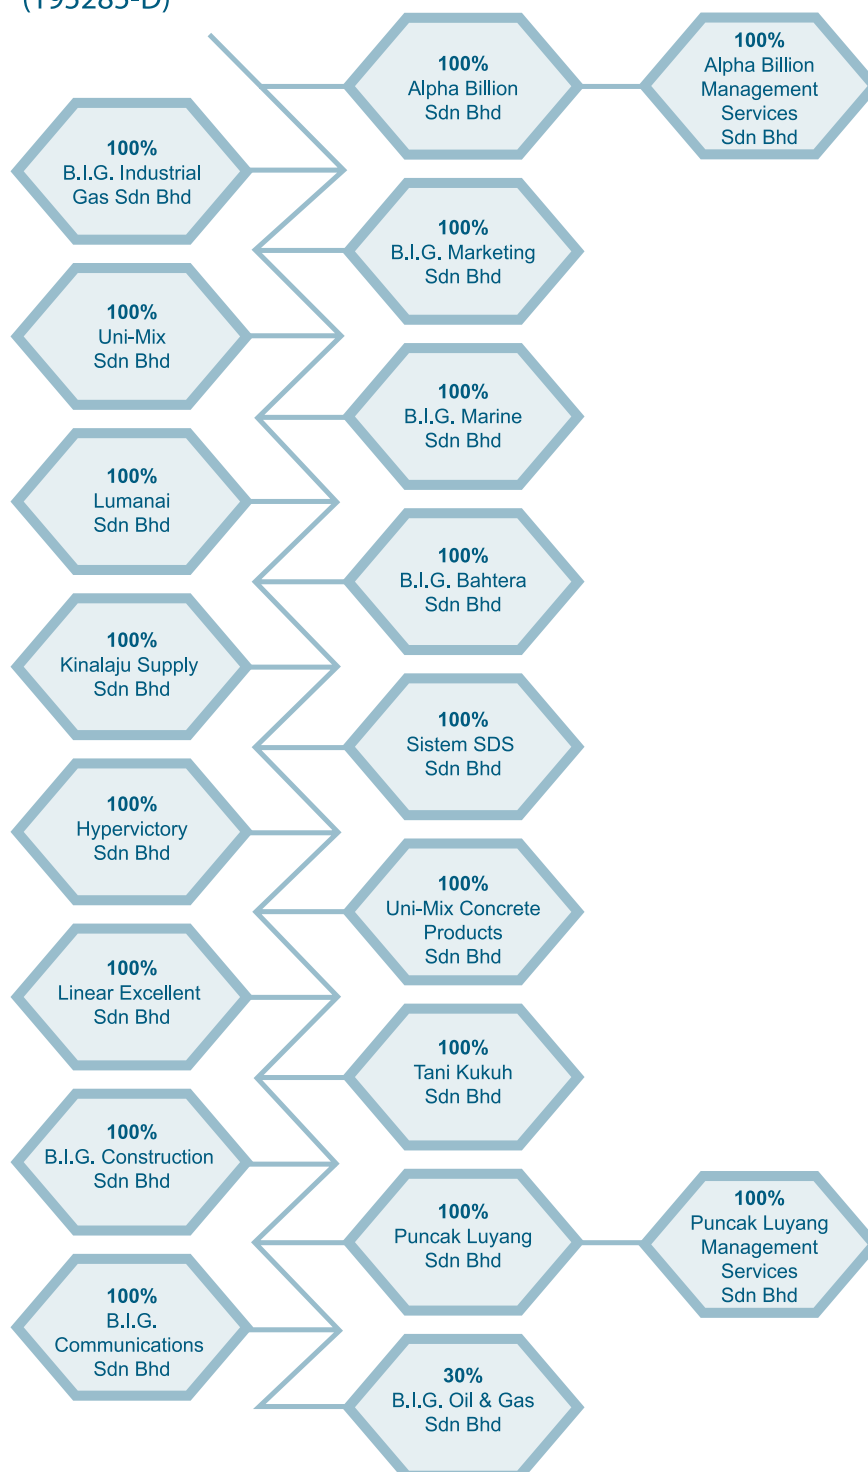 (195285-D)
100%
Alpha Billion
Sdn Bhd
100%
Alpha Billion
Management
Services
Sdn Bhd
100%
B.I.G. Industrial
Gas Sdn Bhd
100%
B.I.G. Marketing
Sdn Bhd
100%
Uni-Mix
Sdn Bhd
100%
B.I.G. Marine
Sdn Bhd
100%
Lumanai
Sdn Bhd
100%
B.I.G. Bahtera
Sdn Bhd
100%
Kinalaju Supply
Sdn Bhd
100%
Sistem SDS
Sdn Bhd
100%
Hypervictory
Sdn Bhd
100%
Uni-Mix Concrete
Products
Sdn Bhd
100%
Linear Excellent
Sdn Bhd
100%
Tani Kukuh
Sdn Bhd
100%
B.I.G. Construction
Sdn Bhd
100%
Puncak Luyang
Sdn Bhd
100%
Puncak Luyang
Management
Services
Sdn Bhd
100%
B.I.G.
Communications
Sdn Bhd
30%
B.I.G. Oil & Gas
Sdn Bhd